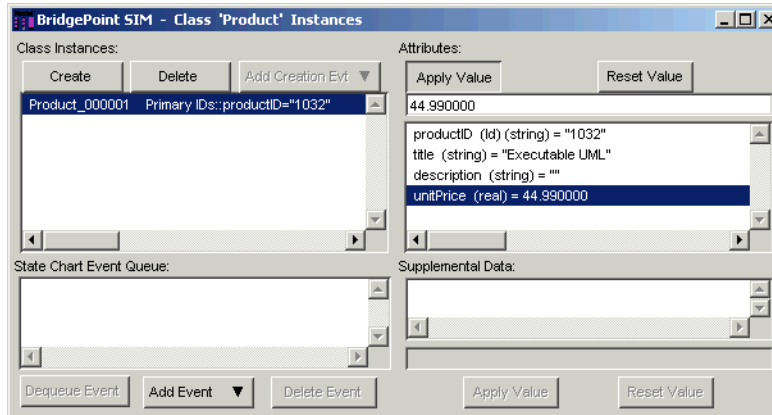 BridgePoint SIM - Class 'Product' Instances
Class Instances:
Attributes:
Create
Delete
Add Creation Evt
Apply Value
Reset Value
Product_000001 Primary IDs::productID="1032"
44.990000
productID (Id) (string) = "1032"
title (string) = "Executable UML"
description (string) = ""
unitPrice (real) = 44.990000
State Chart Event Queue:
Supplemental Data:
Dequeue Event
Add Event
Delete Event
Apply Value
Reset Value